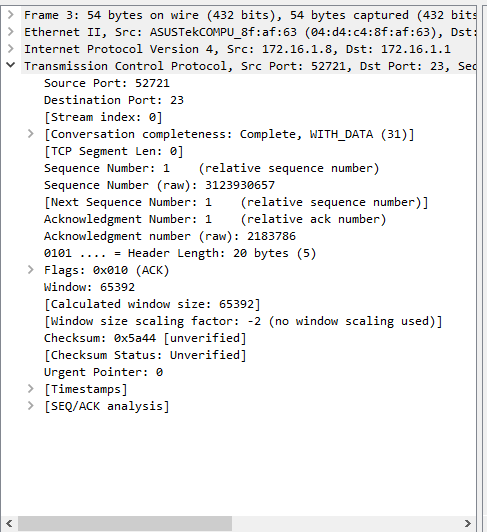 Frame 3: 54 bytes on wire (432 bits), 54 bytes captured (432 bits
Ethernet II, Src: ASUSTekCOMPU_8f:af:63 (04:d4:c4:8f:af:63), Dst:
Internet Protocol Version 4, Src: 172.16.1.8, Dst: 172.16.1.1
Transmission Control Protocol, Src Port: 52721, Dst Port: 23, Seq
Source Port: 52721
Destination Port: 23
[Stream index: 0]
[Conversation completeness: Complete, WITH_DATA (31)]
[TCP Segment Len: 0]
Sequence Number: 1    (relative sequence number)
Sequence Number (raw): 3123930657
[Next Sequence Number: 1    (relative sequence number)]
Acknowledgment Number: 1    (relative ack number)
Acknowledgment number (raw): 2183786
0101 .... = Header Length: 20 bytes (5)
Flags: 0x010 (ACK)
Window: 65392
[Calculated window size: 65392]
[Window size scaling factor: -2 (no window scaling used)]
Checksum: 0x5a44 [unverified]
[Checksum Status: Unverified]
Urgent Pointer: 0
[Timestamps]
[SEQ/ACK analysis]